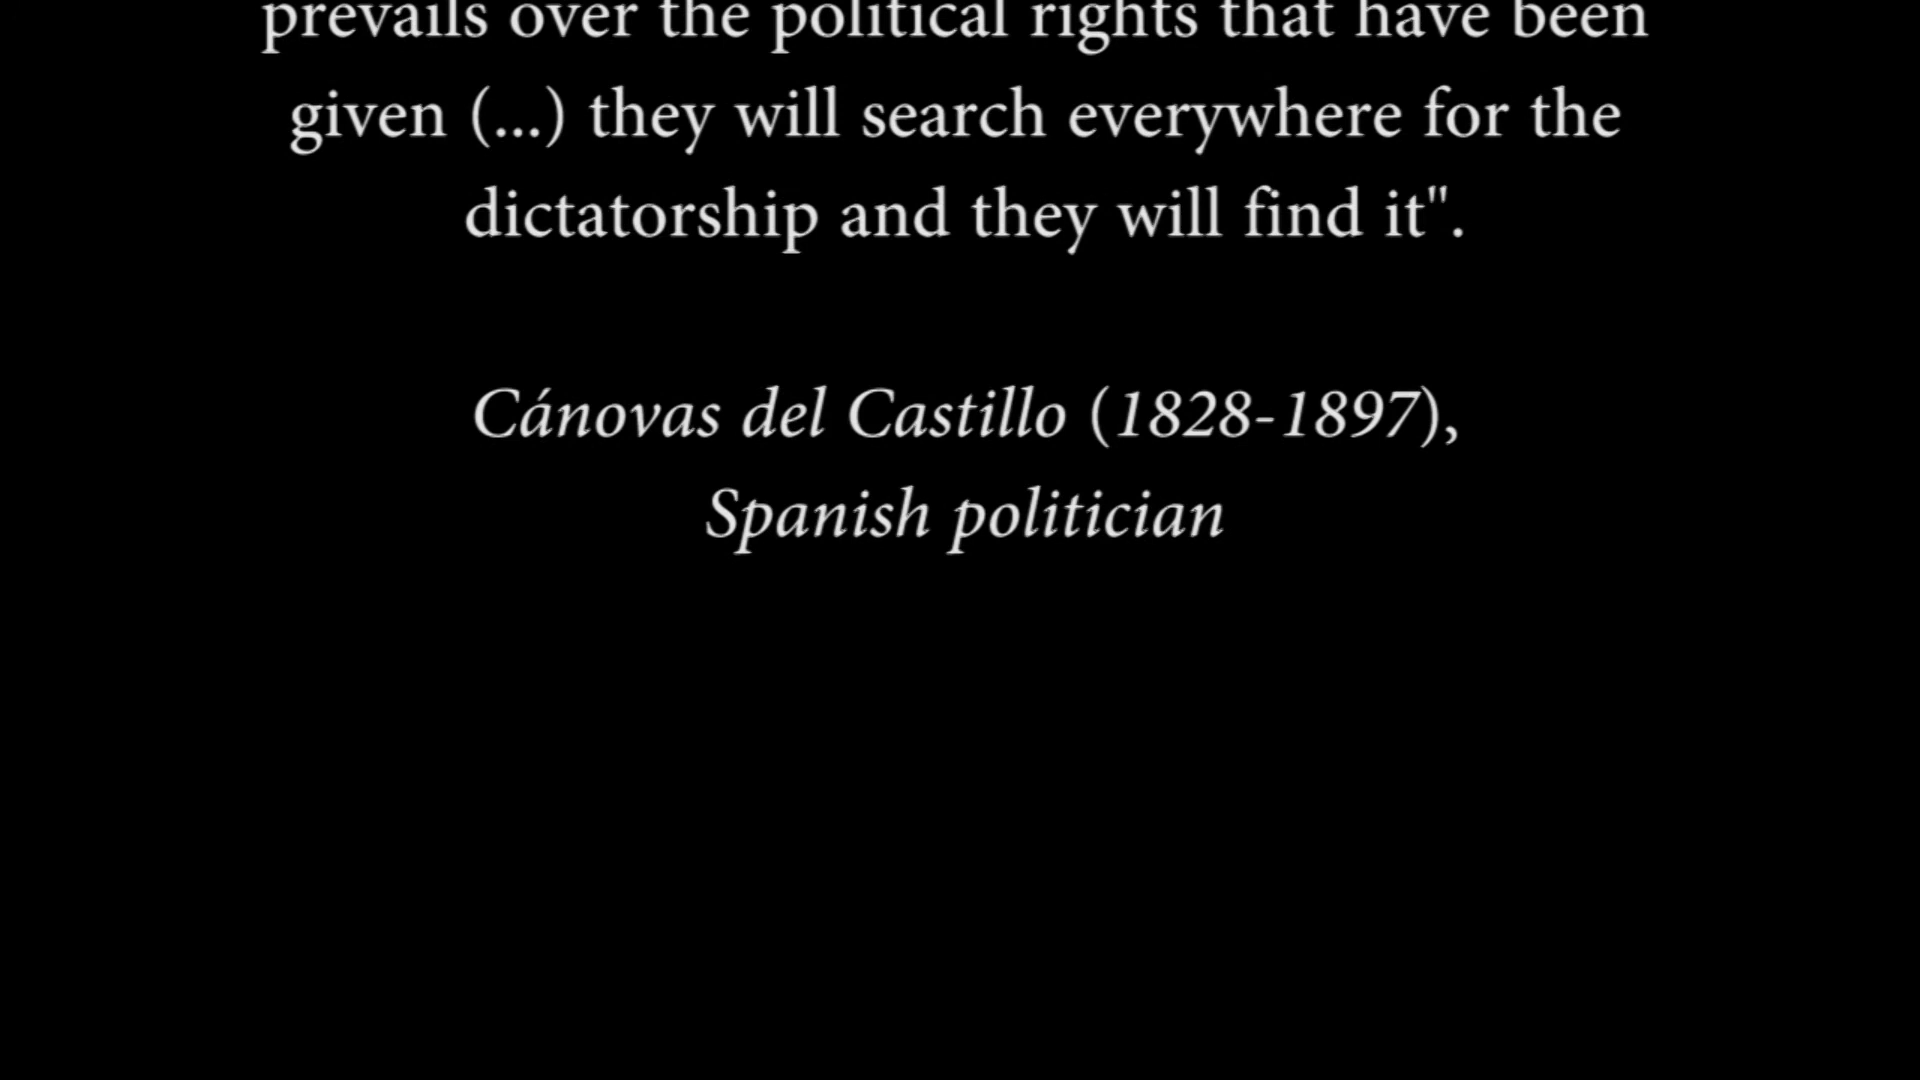 prevails over the political rights that have been
given (...) they will search everywhere for the
dictatorship and they will find it".
Cánovas del Castillo (1828-1897),
Spanish politician